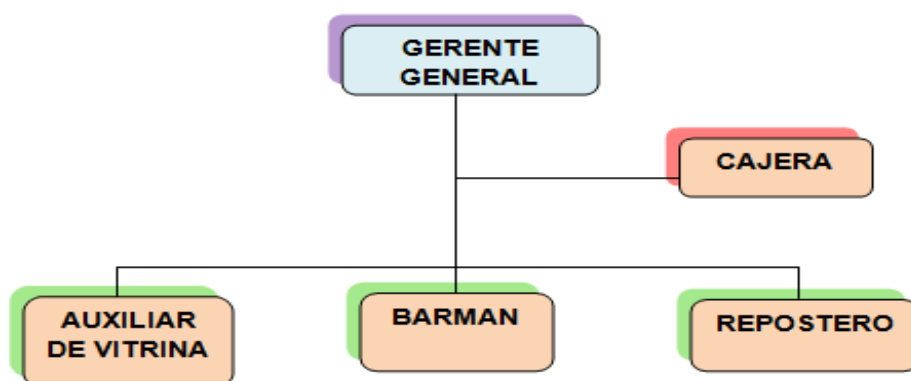 GERENTE
GENERAL
CAJERA
AUXILIAR
DE VITRINA
BARMAN
REPOSTERO